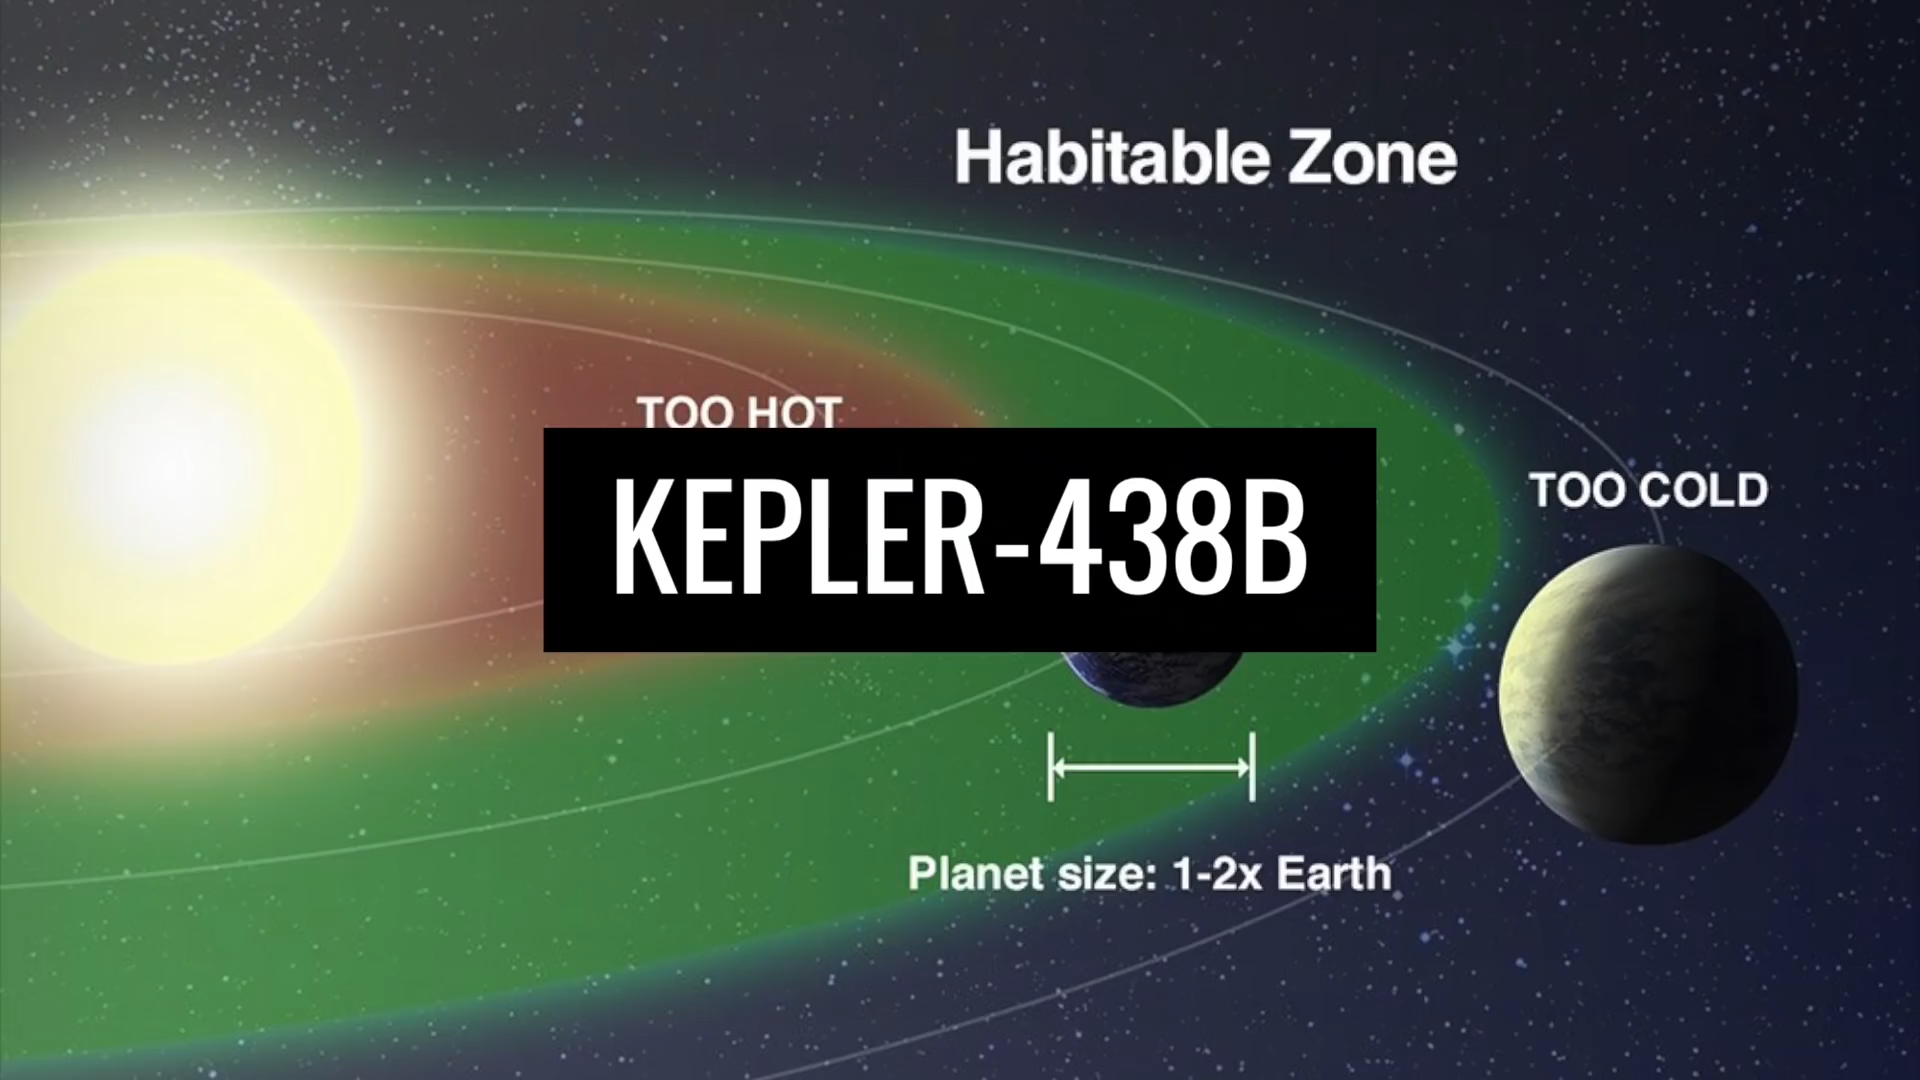 Habitable Zone
TOO HOT
KEPLER-438B
TOO COLD
Planet size: 1-2x Earth